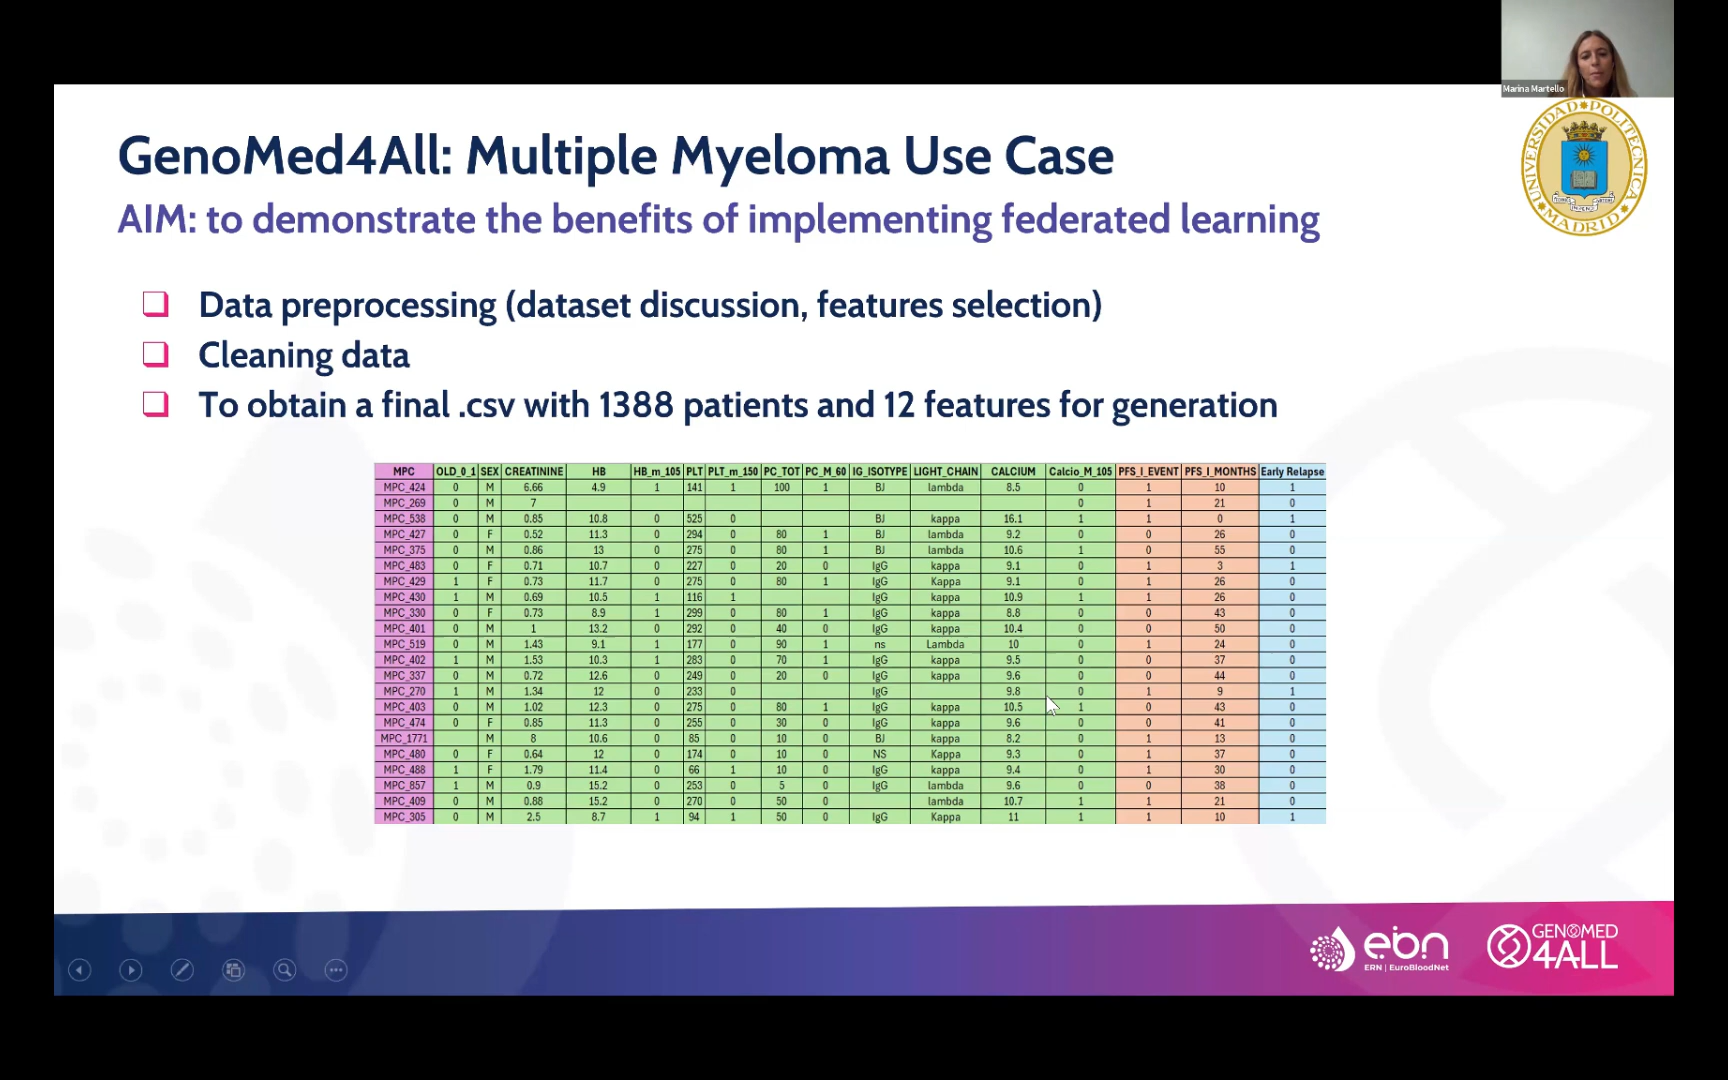 Marina Martello
UNIVERSIDAD POLITECNICA MADRID
GenoMed4All: Multiple Myeloma Use Case
AIM: to demonstrate the benefits of implementing federated learning
Data preprocessing (dataset discussion, features selection)
Cleaning data
To obtain a final .csv with 1388 patients and 12 features for generation
MPC OLD_0_1 SEX CREATININE HB HB_m_105 PLT PLT_m_150 PC_TOT PC_M_60 IG_ISOTYPE LIGHT_CHAIN CALCIUM Calcio_M_105 PFS_I_EVENT PFS_I_MONTHS Early Relapse
MPC_424 0 M 6.66 4.9 1 141 1 100 1 BJ lambda 8.5 0 1 10 1
MPC_269 0 M 7 0 1 21 0
MPC_538 0 M 0.85 10.8 0 525 0 BJ kappa 16.1 1 1 0 1
MPC_427 0 F 0.52 11.3 0 294 0 80 1 BJ lambda 9.2 0 0 26 0
MPC_375 0 M 0.86 13 0 275 0 80 1 BJ lambda 10.6 1 0 55 0
MPC_483 0 F 0.71 10.7 0 227 0 20 0 IgG kappa 9.1 0 1 3 1
MPC_429 1 F 0.73 11.7 0 275 0 80 1 IgG Kappa 9.1 0 1 26 0
MPC_430 1 M 0.69 10.5 1 116 1 IgG kappa 10.9 1 1 26 0
MPC_330 0 F 0.73 8.9 1 299 0 80 1 IgG kappa 8.8 0 0 43 0
MPC_401 0 M 1 13.2 0 292 0 40 0 IgG kappa 10.4 0 0 50 0
MPC_519 0 M 1.43 9.1 1 177 0 90 1 ns Lambda 10 0 1 24 0
MPC_402 1 M 1.53 10.3 1 283 0 70 1 IgG kappa 9.5 0 0 37 0
MPC_337 0 M 0.72 12.6 0 249 0 20 0 IgG kappa 9.6 0 0 44 0
MPC_270 1 M 1.34 12 0 233 0 IgG 9.8 0 1 9 1
MPC_403 0 M 1.02 12.3 0 275 0 80 1 IgG kappa 10.5 1 0 43 0
MPC_474 0 F 0.85 11.3 0 255 0 30 0 IgG kappa 9.6 0 0 41 0
MPC_1771 M 8 10.6 0 85 0 10 0 BJ kappa 8.2 0 1 13 0
MPC_480 0 F 0.64 12 0 174 0 10 0 NS Kappa 9.3 0 1 37 0
MPC_488 1 F 1.79 11.4 0 66 1 10 0 IgG kappa 9.4 0 1 30 0
MPC_857 1 M 0.9 15.2 0 253 0 5 0 IgG lambda 9.6 0 0 38 0
MPC_409 0 M 0.88 15.2 0 270 0 50 0 lambda 10.7 1 1 21 0
MPC_305 0 M 2.5 8.7 1 94 1 50 0 IgG Kappa 11 1 1 10 1
ebn
ERN | EuroBloodNet
GENOMED
4ALL